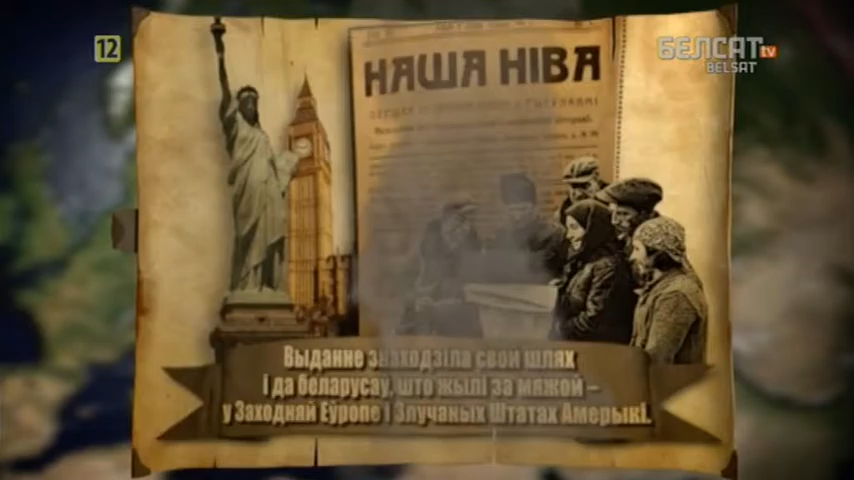 12
БЕЛСАТ tv
BELSAT
НАША НІВА
Выданне знаходзіла свой шлях
і да беларусаў, што жылі за мяжой –
у Заходняй Еўропе і Злучаных Штатах Амерыкі.